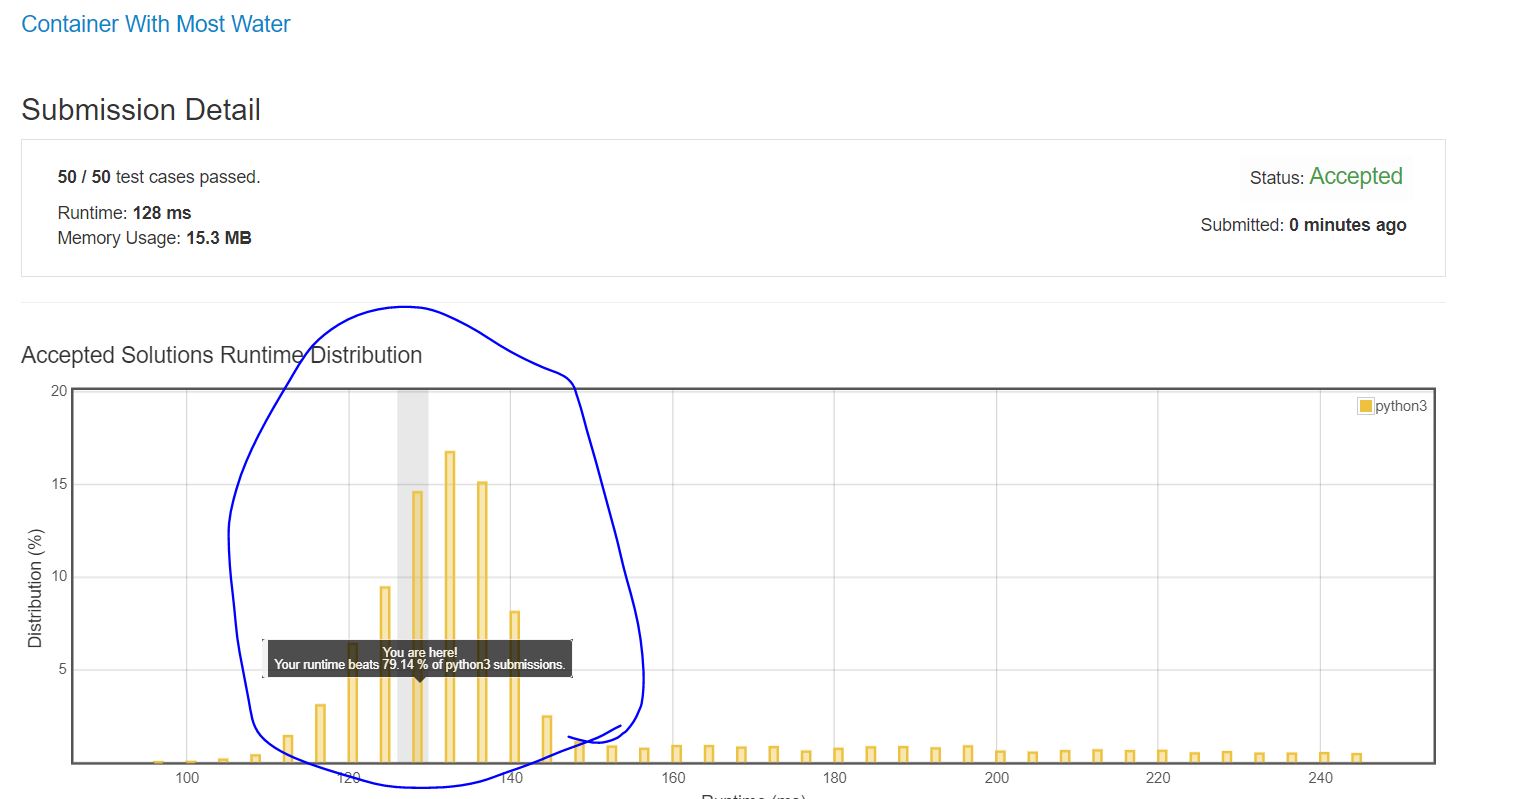 Container With Most Water
Submission Detail
50 / 50 test cases passed.
Status: Accepted
Runtime: 128 ms
Submitted: 0 minutes ago
Memory Usage: 15.3 MB
Accepted Solutions Runtime Distribution
20
python3
15
10
5
Distribution (%)
You are here!
Your runtime beats 79.14 % of python3 submissions.
100 120 140 160 180 200 220 240
Runtime (ms)